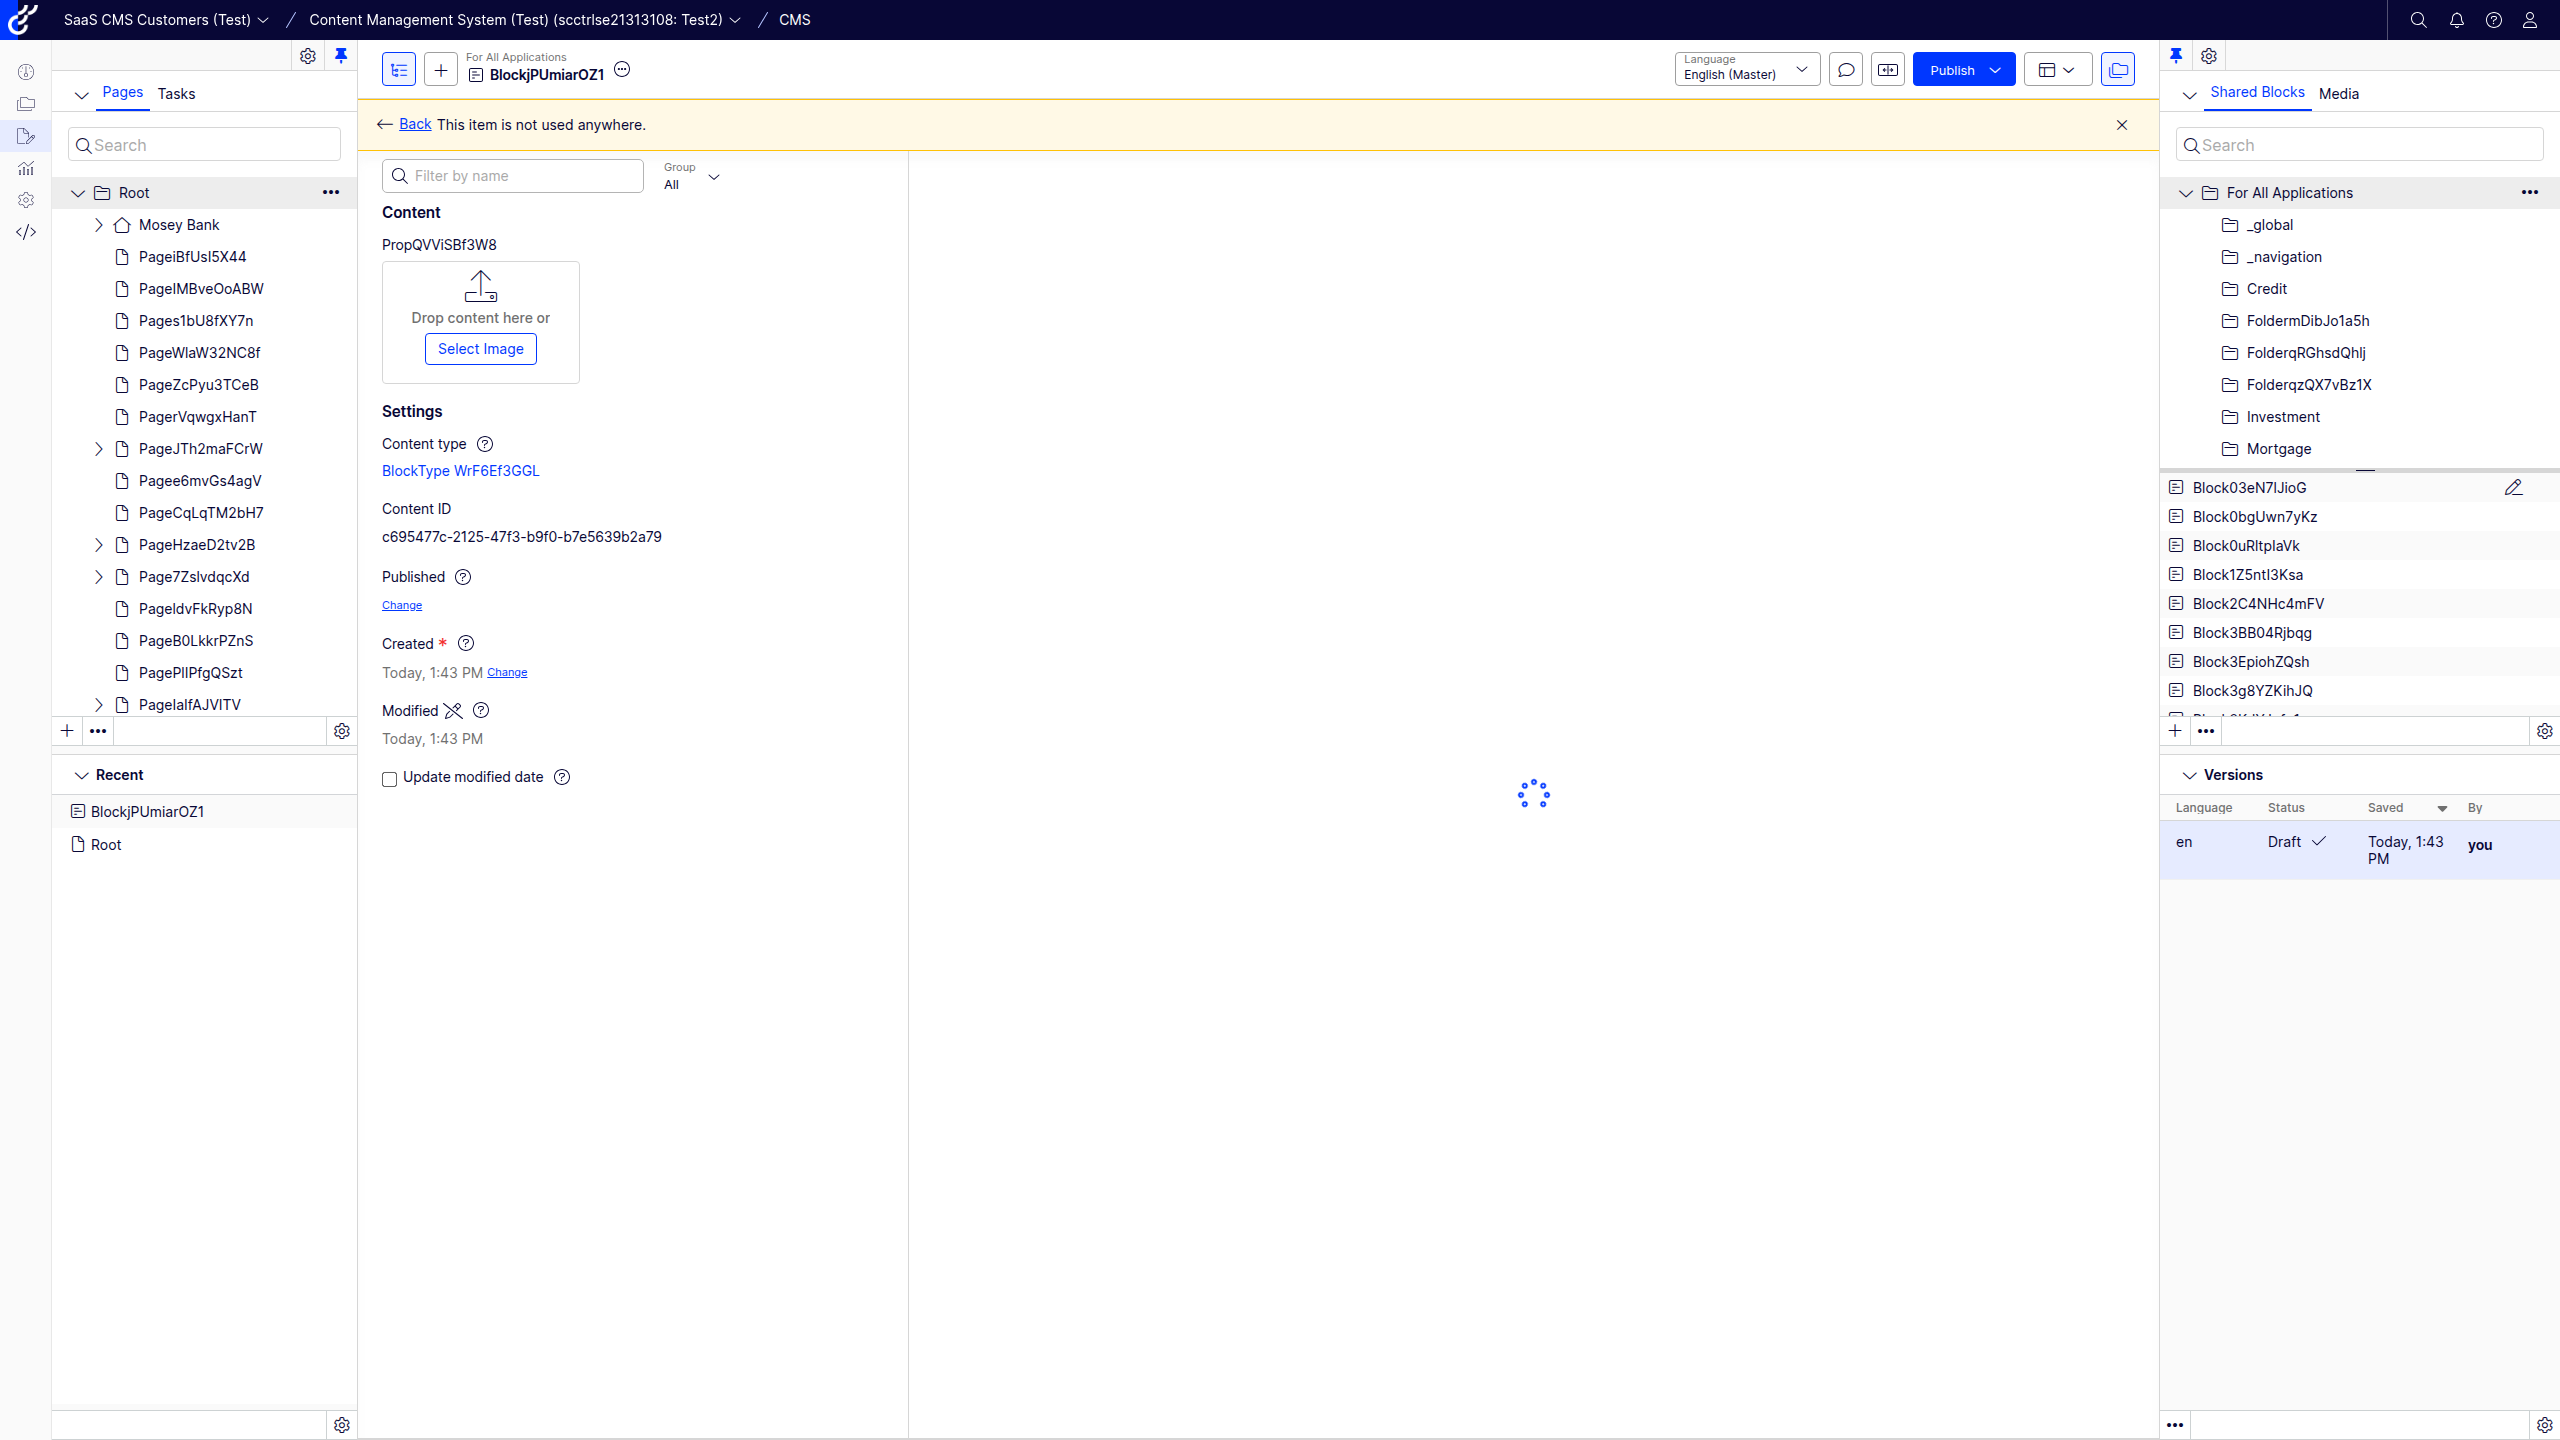 SaaS CMS Customers (Test)
Content Management System (Test) (scctrlse21313108: Test2)
CMS
Pages
Tasks
Search
Root
Mosey Bank
PageiBfUsI5X44
PageIMBveOoABW
Pages1bU8fXY7n
PageWlaW32NC8f
PageZcPyu3TCeB
PagerVqwgxHanT
PageJTh2maFCrW
Pagee6mvGs4agV
PageCqLqTM2bH7
PageHzaeD2tv2B
Page7ZslvdqcXd
PageldvFkRyp8N
PageB0LkkrPZnS
PagePIIPfgQSzt
PagelaIfAJVITV
Recent
BlockjPUmiarOZ1
Root
For All Applications
BlockjPUmiarOZ1
Language
English (Master)
Publish
Back This item is not used anywhere.
Filter by name
Group
All
Content
PropQVViSBf3W8
Drop content here or
Select Image
Settings
Content type
BlockType WrF6Ef3GGL
Content ID
c695477c-2125-47f3-b9f0-b7e5639b2a79
Published
Change
Created *
Today, 1:43 PM Change
Modified
Today, 1:43 PM
Update modified date
Shared Blocks
Media
Search
For All Applications
_global
_navigation
Credit
FoldermDibJo1a5h
FolderqRGhsdQhlj
FolderqzQX7vBz1X
Investment
Mortgage
Block03eN7lJioG
Block0bgUwn7yKz
Block0uRltplaVk
Block1Z5ntI3Ksa
Block2C4NHc4mFV
Block3BB04Rjbqg
Block3EpiohZQsh
Block3g8YZKihJQ
Versions
Language Status Saved By
en Draft Today, 1:43 PM you